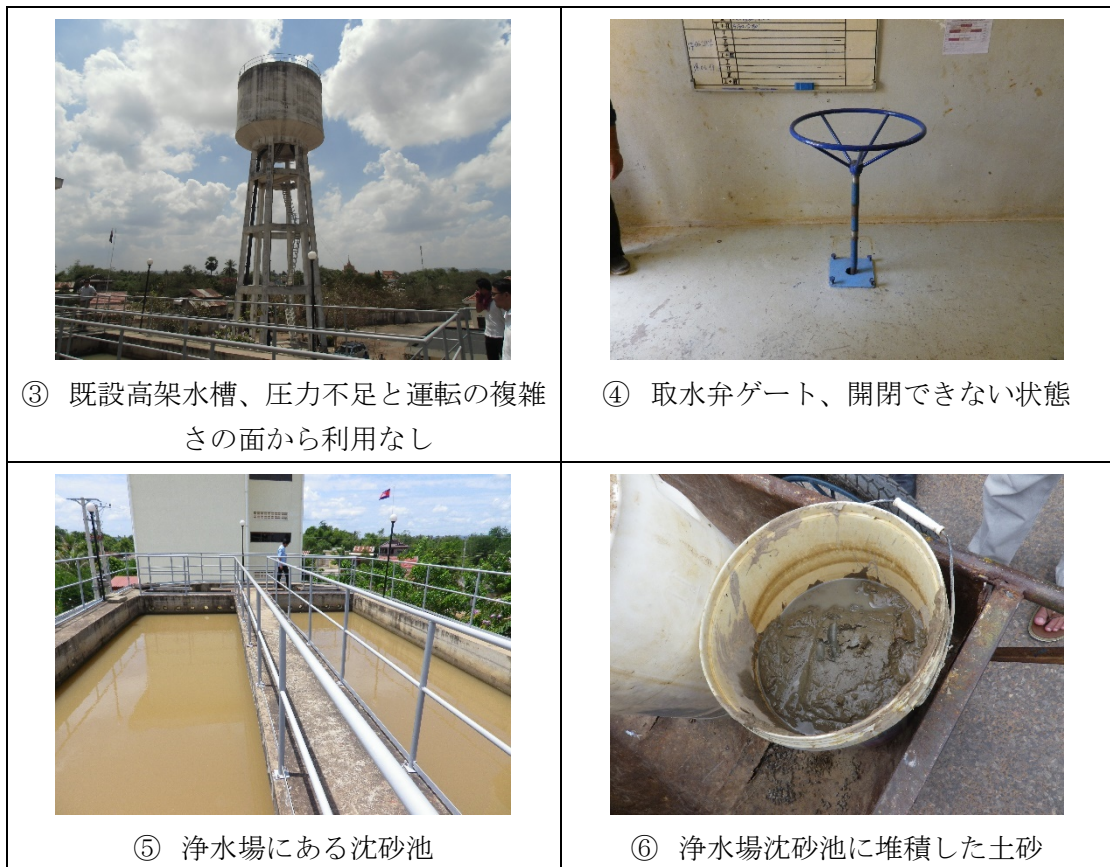 ③ 既設高架水槽、圧力不足と運転の複雑
さの面から利用なし
④ 取水弁ゲート、開閉できない状態
⑤ 浄水場にある沈砂池
⑥ 浄水場沈砂池に堆積した土砂